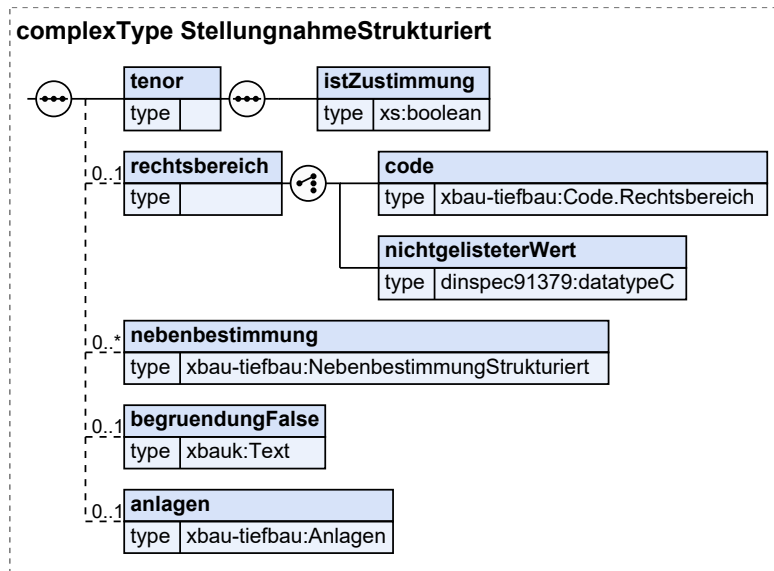 complexType StellungnahmeStrukturiert
tenor
type
istZustimmung
type xs:boolean
0..1
rechtsbereich
type
code
type xbau-tiefbau:Code.Rechtsbereich
nichtgelisteterWert
type dinspec91379:datatypeC
0..*
nebenbestimmung
type xbau-tiefbau:NebenbestimmungStrukturiert
0..1
begruendungFalse
type xbauk:Text
0..1
anlagen
type xbau-tiefbau:Anlagen